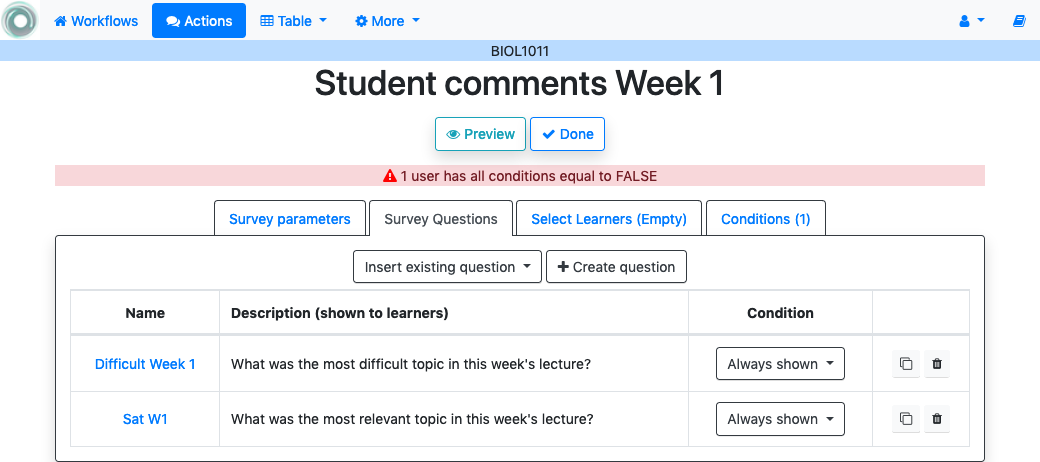 Workflows Actions Table More
BIOL1011
Student comments Week 1
Preview Done
1 user has all conditions equal to FALSE
Survey parameters Survey Questions Select Learners (Empty) Conditions (1)
Insert existing question Create question
Name Description (shown to learners) Condition
Difficult Week 1 What was the most difficult topic in this week's lecture? Always shown
Sat W1 What was the most relevant topic in this week's lecture? Always shown